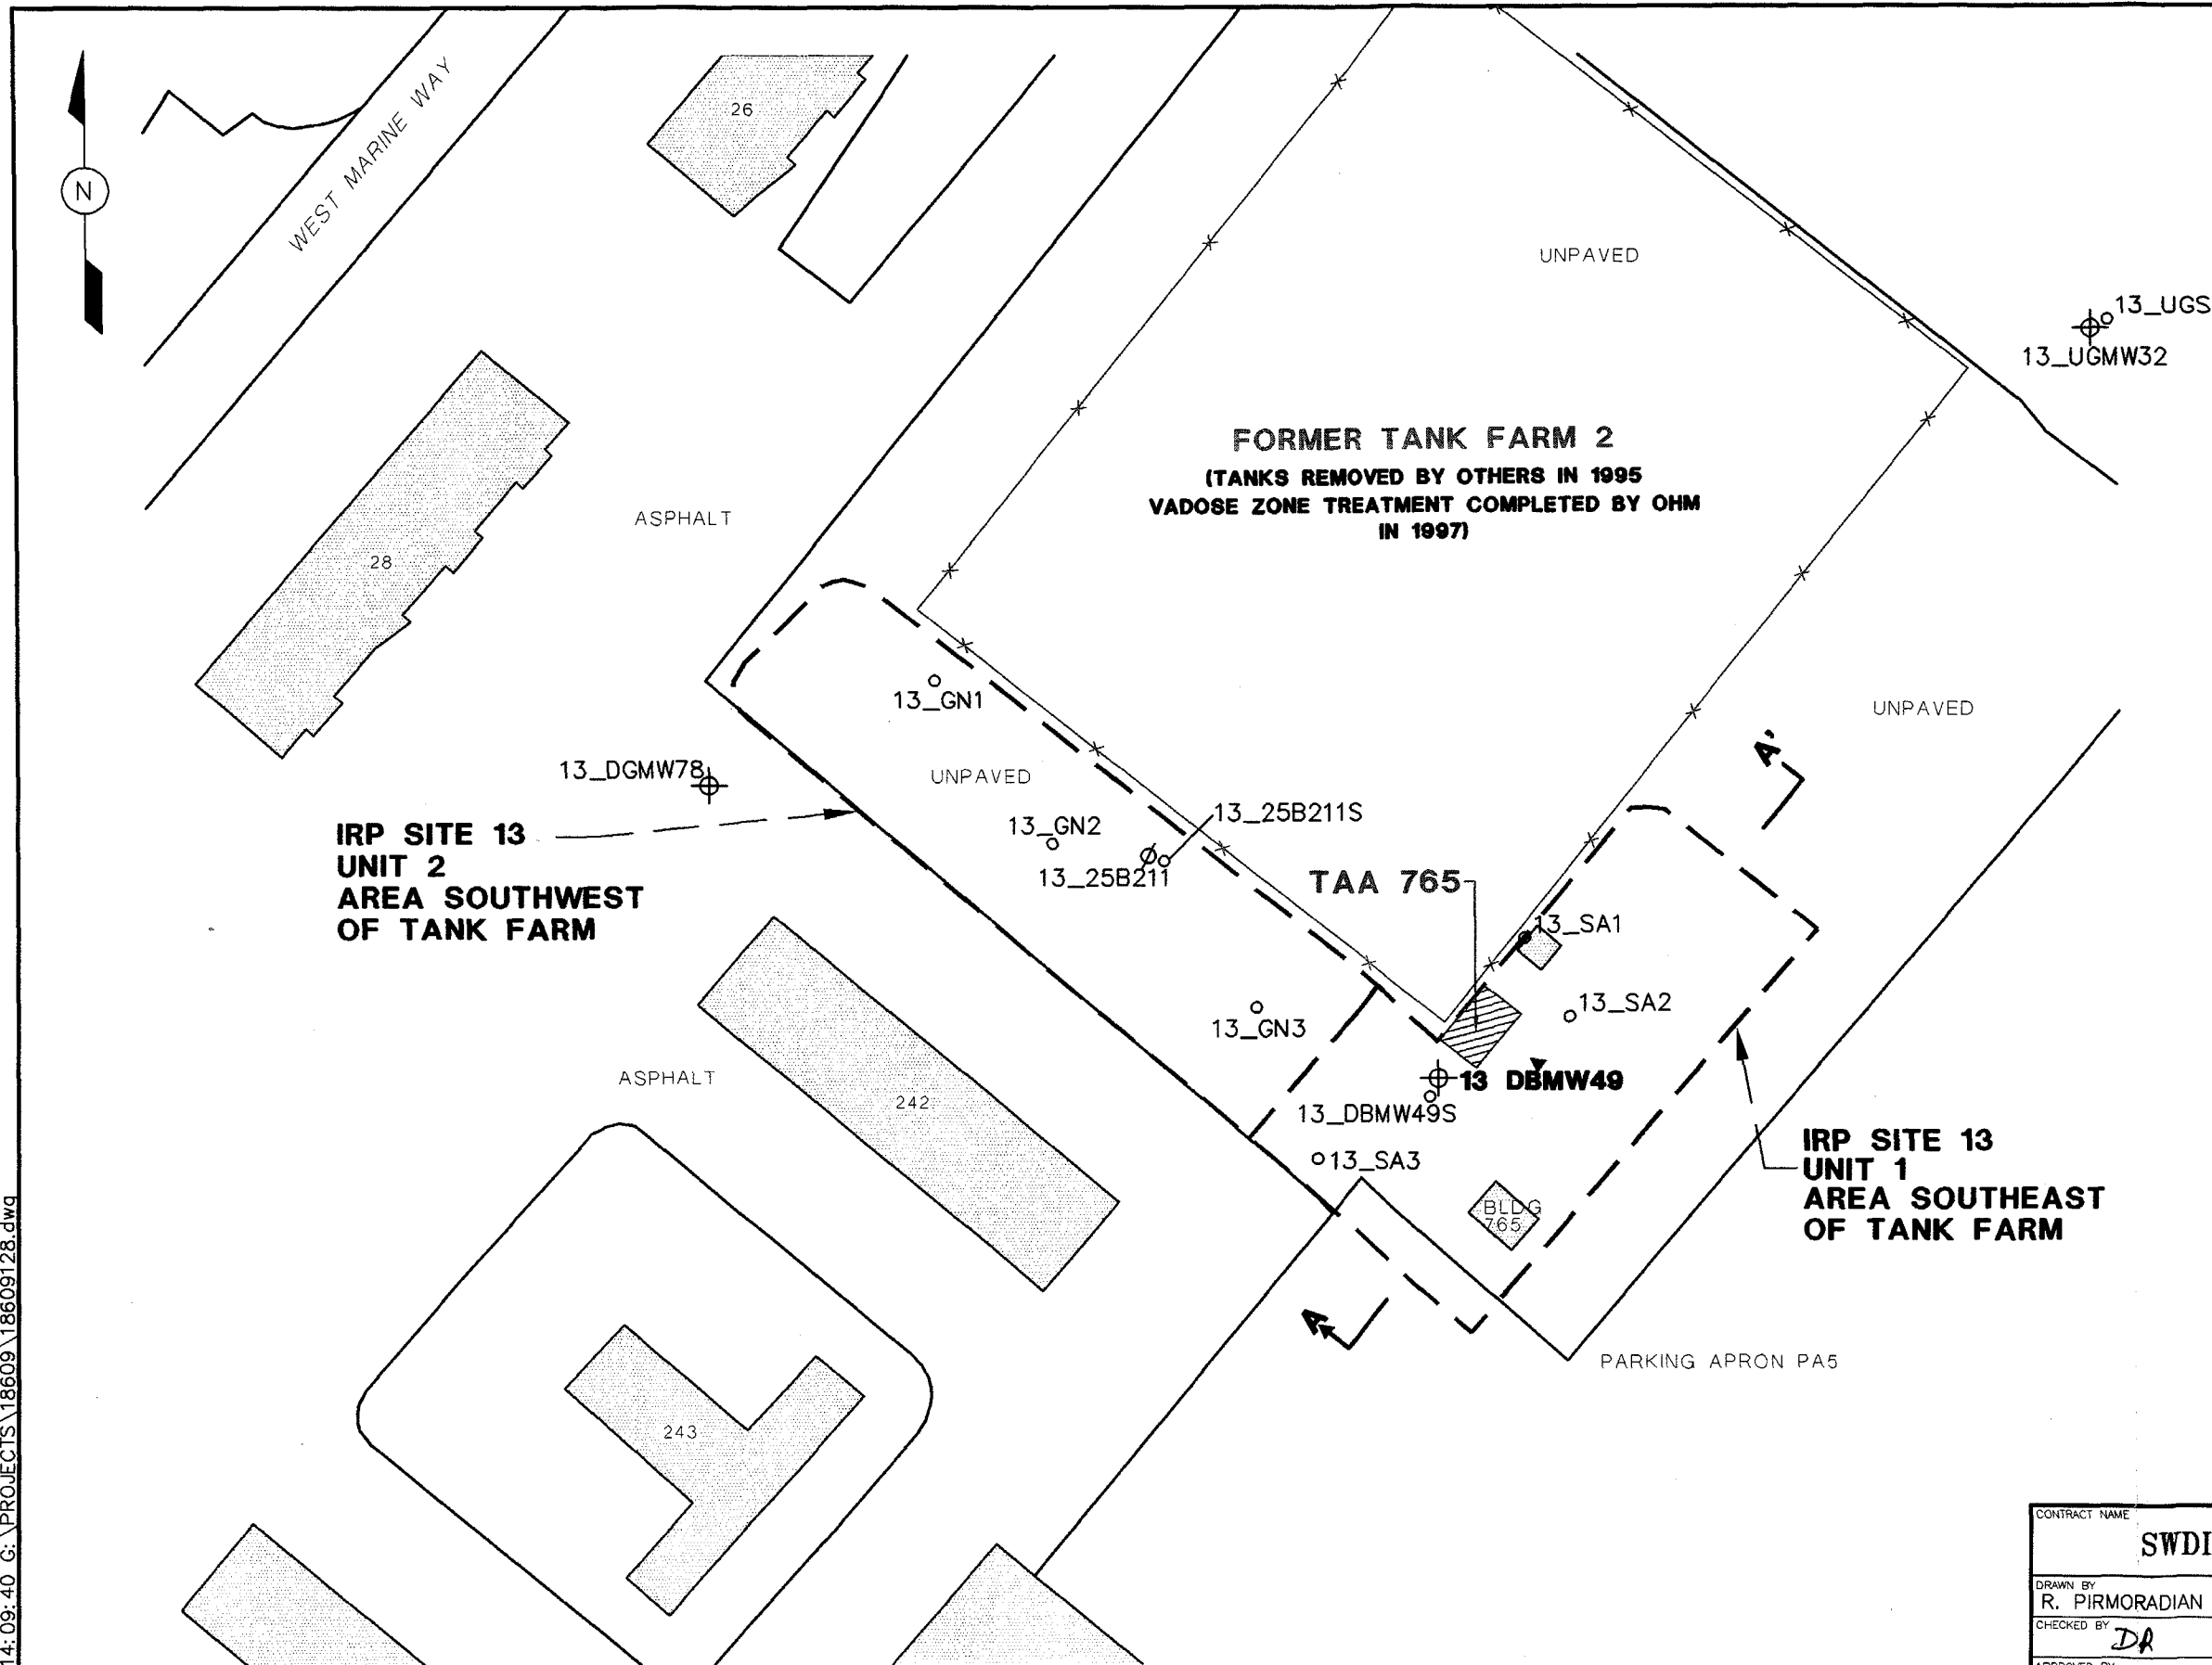 WEST MARINE WAY
N
26
UNPAVED
13_UGS
13_UGMW32
FORMER TANK FARM 2
(TANKS REMOVED BY OTHERS IN 1995
VADOSE ZONE TREATMENT COMPLETED BY OHM
IN 1997)
ASPHALT
28
13_GN1
UNPAVED
A'
13_DGMW78
UNPAVED
IRP SITE 13
UNIT 2
AREA SOUTHWEST
OF TANK FARM
13_GN2
13_25B211S
13_25B211
TAA 765
13_SA1
13_SA2
13_GN3
ASPHALT
242
13 DBMW49
13_DBMW49S
13_SA3
IRP SITE 13
UNIT 1
AREA SOUTHEAST
OF TANK FARM
BLDG
765
A
PARKING APRON PA5
243
14:09:40 G:\PROJECTS\18609\18609128.dwg
CONTRACT NAME
SWDI
DRAWN BY
R. PIRMORADIAN
CHECKED BY
DR